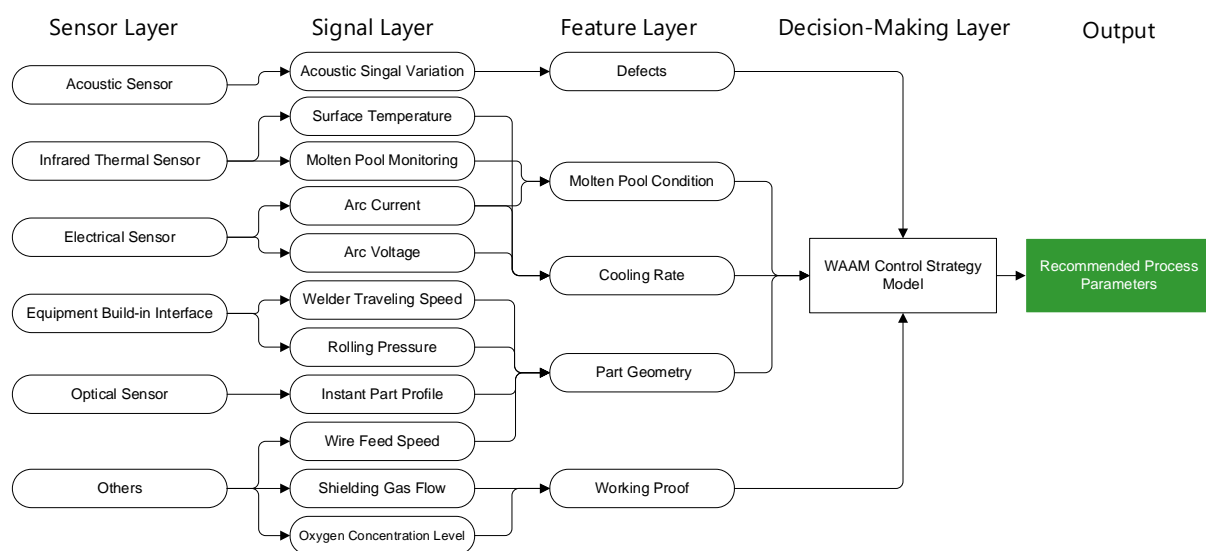 Sensor Layer
Signal Layer
Feature Layer
Decision-Making Layer
Output
Acoustic Sensor
Infrared Thermal Sensor
Electrical Sensor
Equipment Build-in Interface
Optical Sensor
Others
Acoustic Singal Variation
Surface Temperature
Molten Pool Monitoring
Arc Current
Arc Voltage
Welder Traveling Speed
Rolling Pressure
Instant Part Profile
Wire Feed Speed
Shielding Gas Flow
Oxygen Concentration Level
Defects
Molten Pool Condition
Cooling Rate
Part Geometry
Working Proof
WAAM Control Strategy
Model
Recommended Process
Parameters